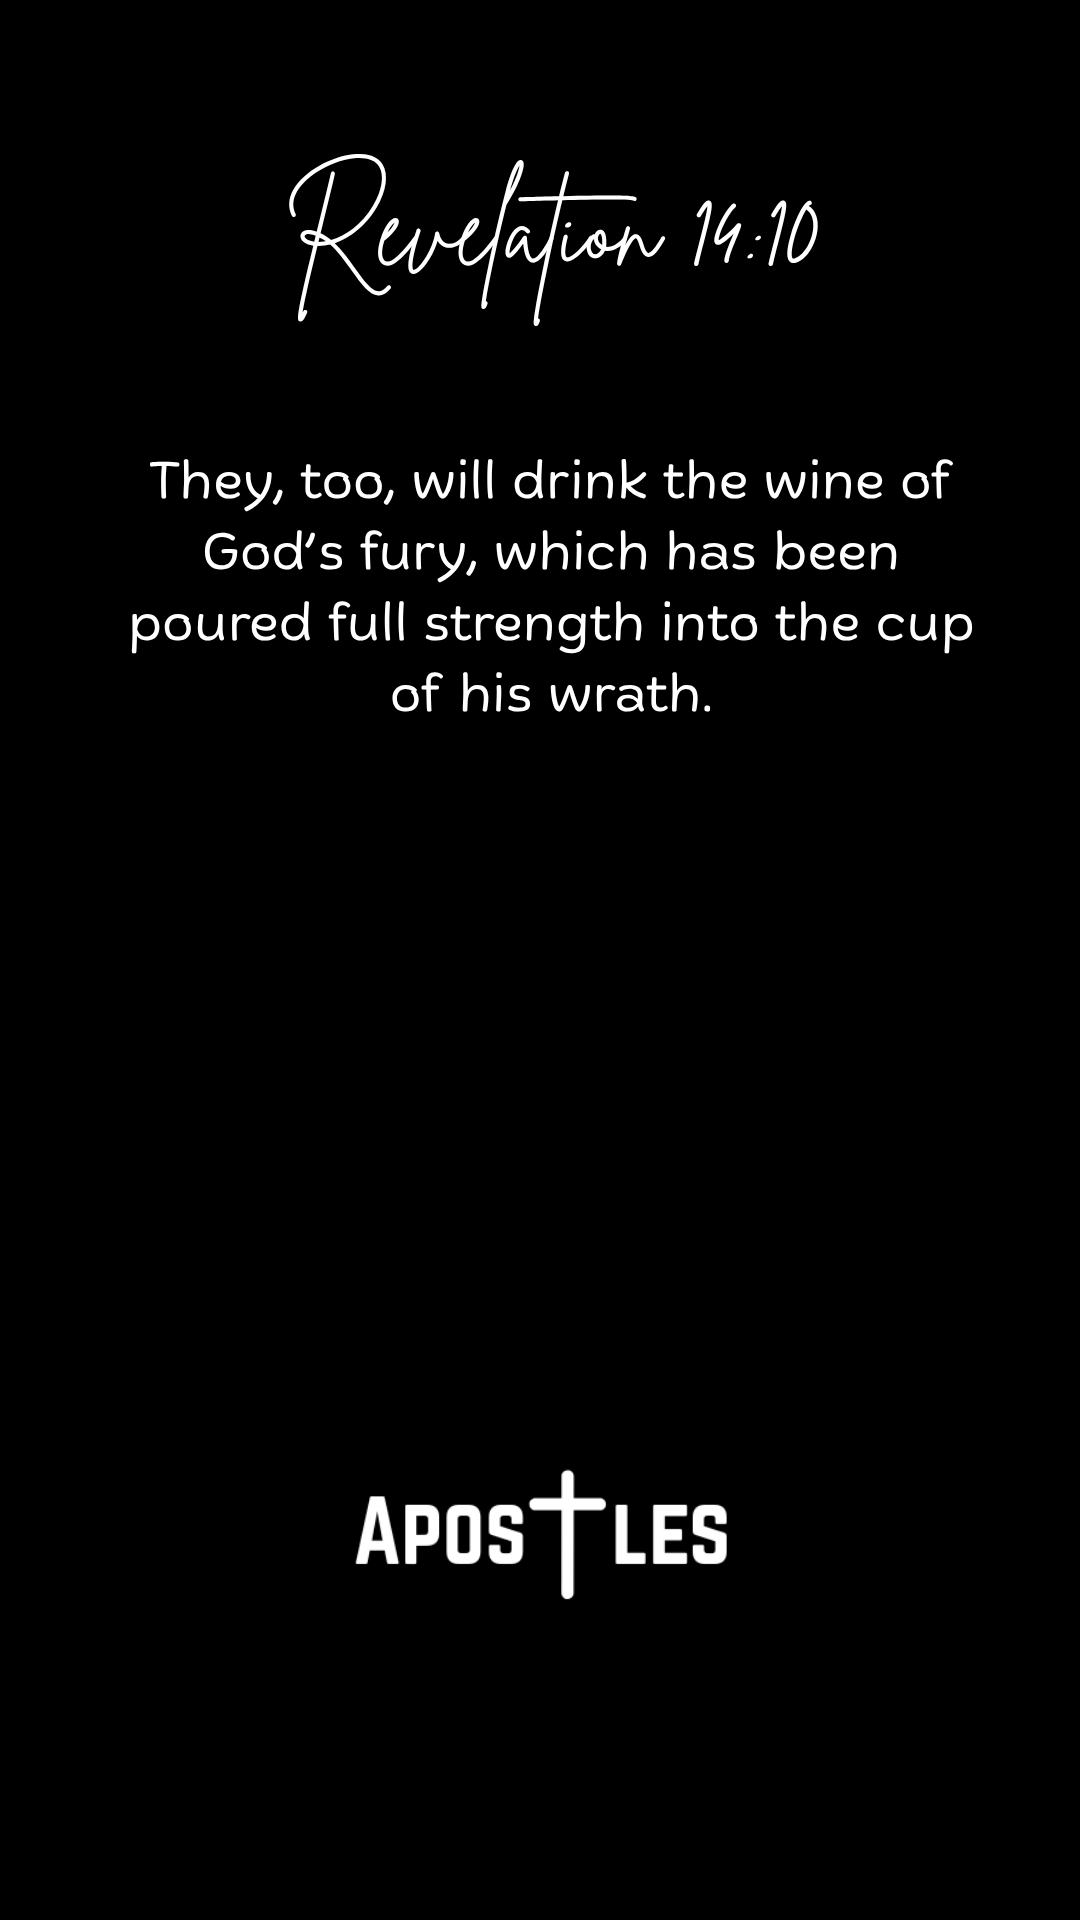 Revelation 14:10
They, too, will drink the wine of
God’s fury, which has been
poured full strength into the cup
of his wrath.
Apostles